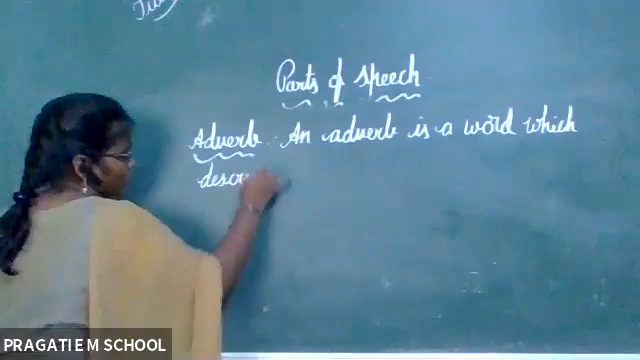 Parts of speech
Adverb : An adverb is a word which
PRAGATI E M SCHOOL